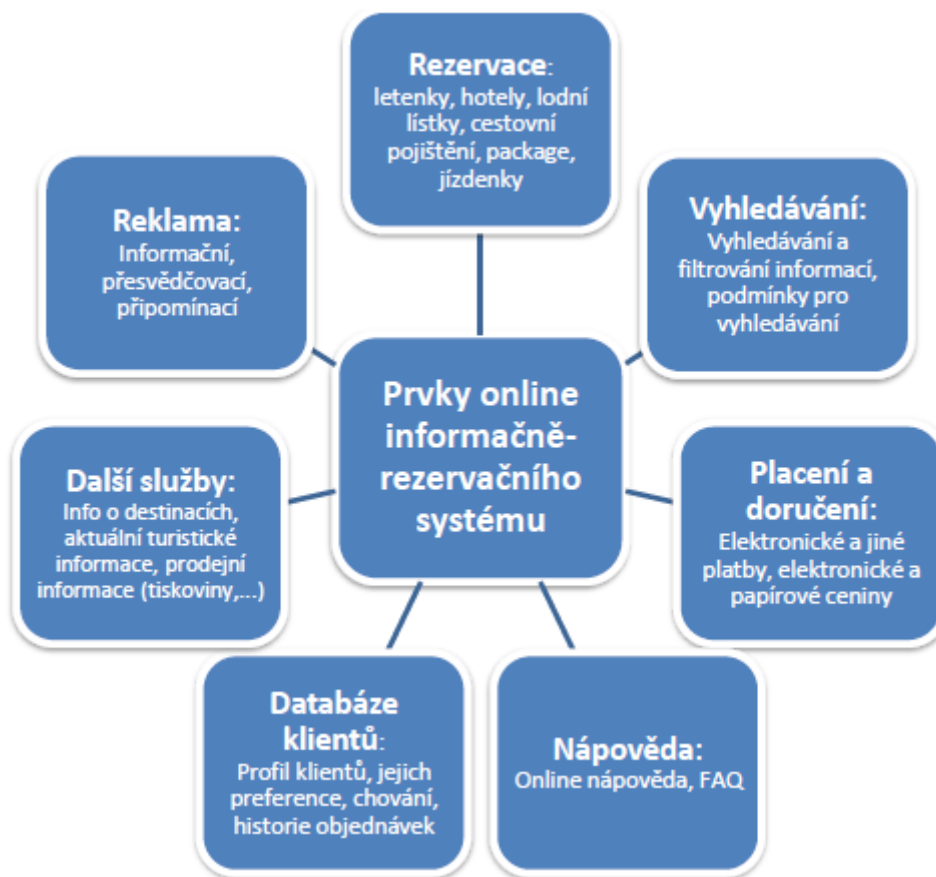 Rezervace:
letenky, hotely, lodní
lístky, cestovní
pojištění, package,
jízdenky
Reklama:
Informační,
přesvědčovací,
připomínací
Vyhledávání:
Vyhledávání a
filtrování informací,
podmínky pro
vyhledávání
Prvky online
informačně-
rezervačního
systému
Další služby:
Info o destinacích,
aktuální turistické
informace, prodejní
informace (tiskoviny,...)
Placení a
doručení:
Elektronické a jiné
platby, elektronické a
papírové ceniny
Databáze
klientů:
Profil klientů, jejich
preference, chování,
historie objednávek
Nápověda:
Online nápověda, FAQ